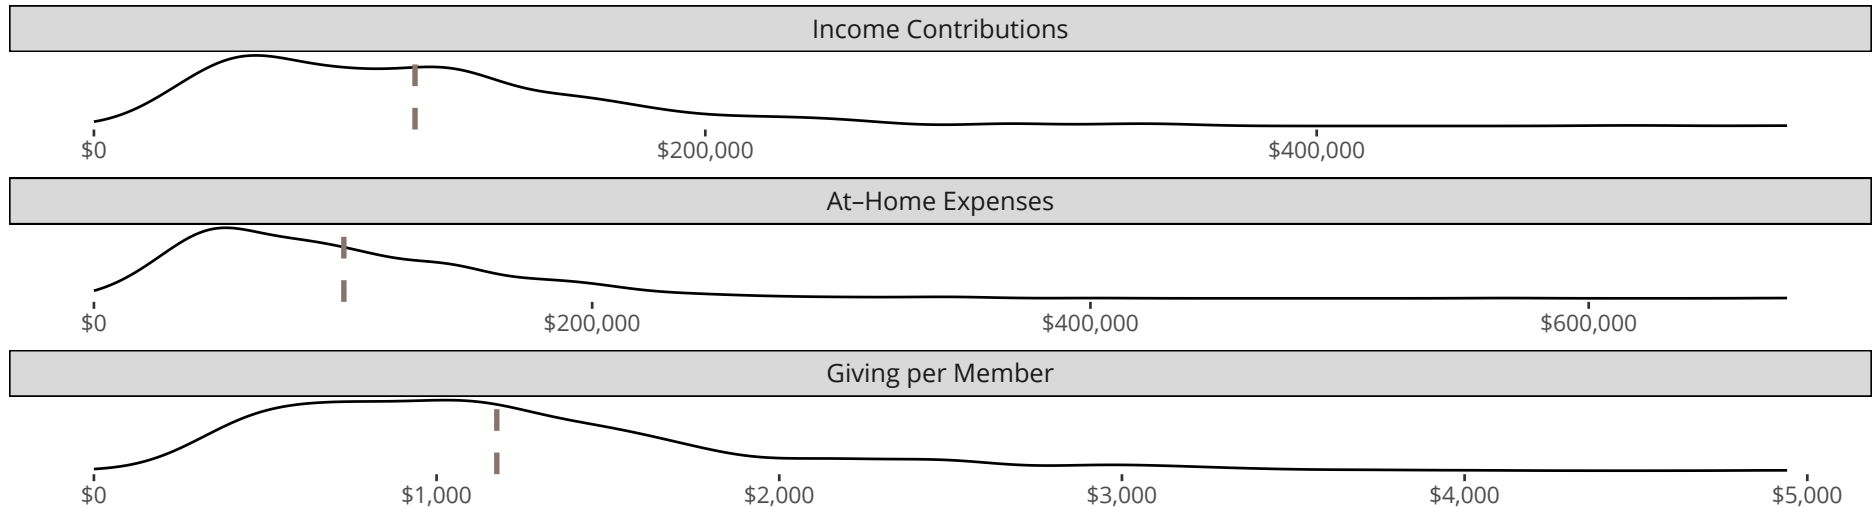 Income Contributions
$0 $200,000 $400,000
At–Home Expenses
$0 $200,000 $400,000 $600,000
Giving per Member
$0 $1,000 $2,000 $3,000 $4,000 $5,000